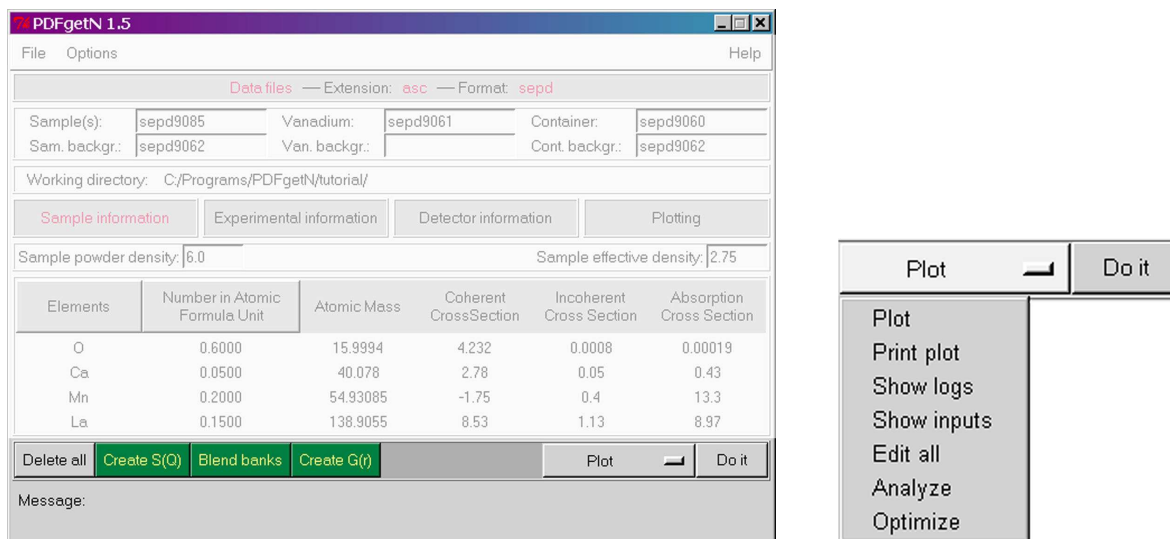 PDFgetN 1.5
File Options Help
Data files — Extension: asc — Format: sepd
Sample(s): sepd9085 Vanadium: sepd9061 Container: sepd9060
Sam. backgr.: sepd9062 Van. backgr.: Cont. backgr.: sepd9062
Working directory: C:/Programs/PDFgetN/tutorial/
Sample information Experimental information Detector information Plotting
Sample powder density: 6.0 Sample effective density: 2.75
Elements Number in Atomic Formula Unit Atomic Mass Coherent CrossSection Incoherent Cross Section Absorption Cross Section
O 0.6000 15.9994 4.232 0.0008 0.00019
Ca 0.0500 40.078 2.78 0.05 0.43
Mn 0.2000 54.93085 -1.75 0.4 13.3
La 0.1500 138.9055 8.53 1.13 8.97
Delete all Create S(Q) Blend banks Create G(r) Plot Do it
Message:
Plot Do it
Plot
Print plot
Show logs
Show inputs
Edit all
Analyze
Optimize